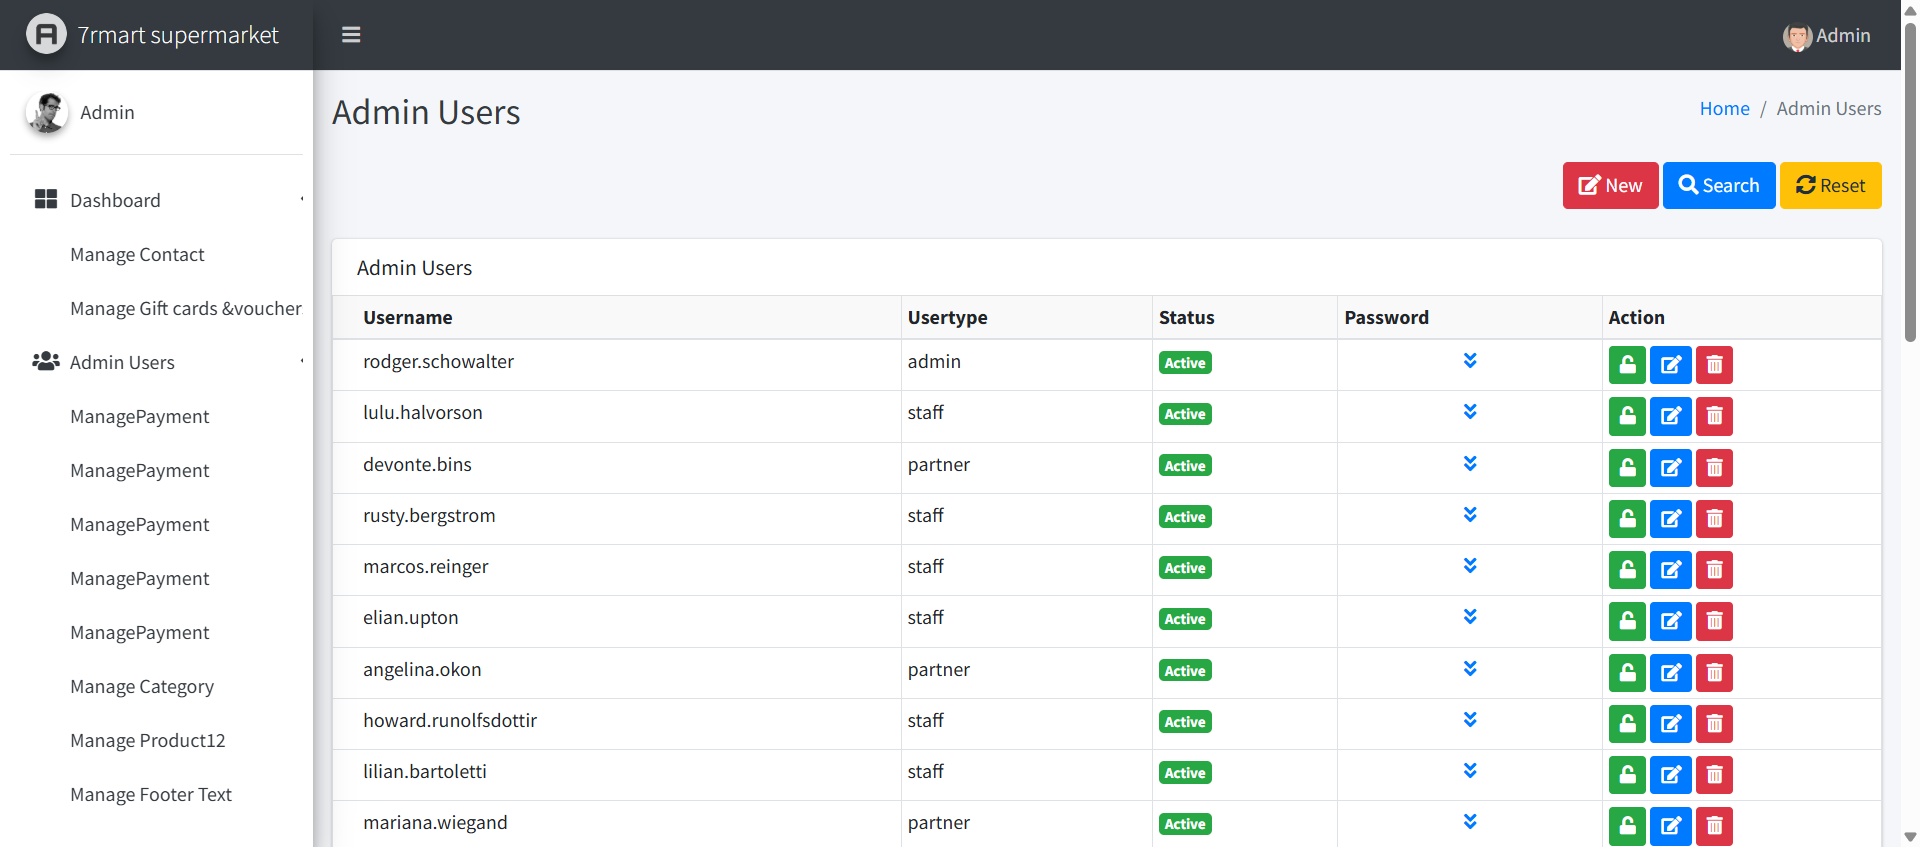 7rmart supermarket
Admin
Admin
Dashboard
Manage Contact
Manage Gift cards &voucher
Admin Users
ManagePayment
ManagePayment
ManagePayment
ManagePayment
ManagePayment
Manage Category
Manage Product12
Manage Footer Text
Admin Users
Home / Admin Users
New Search Reset
Admin Users
Username Usertype Status Password Action
rodger.schowalter admin Active
lulu.halvorson staff Active
devonte.bins partner Active
rusty.bergstrom staff Active
marcos.reinger staff Active
elian.upton staff Active
angelina.okon partner Active
howard.runolfsdottir staff Active
lilian.bartoletti staff Active
mariana.wiegand partner Active